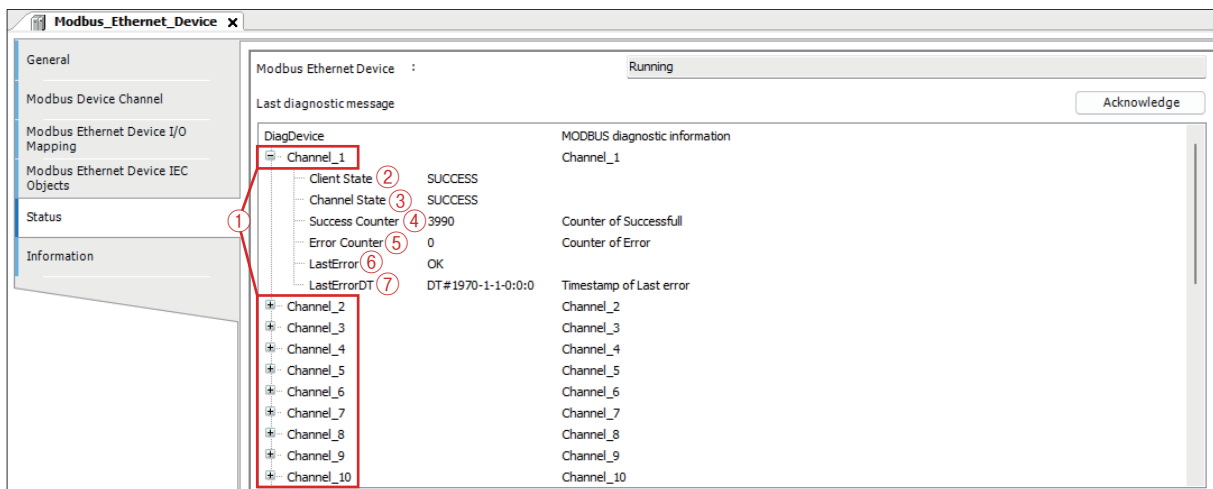 Modbus_Ethernet_Device x
General
Modbus Device Channel
Modbus Ethernet Device I/O
Mapping
Modbus Ethernet Device IEC
Objects
Status
Information
Modbus Ethernet Device : Running
Last diagnostic message Acknowledge
DiagDevice MODBUS diagnostic information
Channel_1 Channel_1
Client State ② SUCCESS
Channel State ③ SUCCESS
① Success Counter ④ 3990 Counter of Successfull
Error Counter ⑤ 0 Counter of Error
LastError ⑥ OK
LastErrorDT ⑦ DT#1970-1-1-0:0:0 Timestamp of Last error
Channel_2 Channel_2
Channel_3 Channel_3
Channel_4 Channel_4
Channel_5 Channel_5
Channel_6 Channel_6
Channel_7 Channel_7
Channel_8 Channel_8
Channel_9 Channel_9
Channel_10 Channel_10